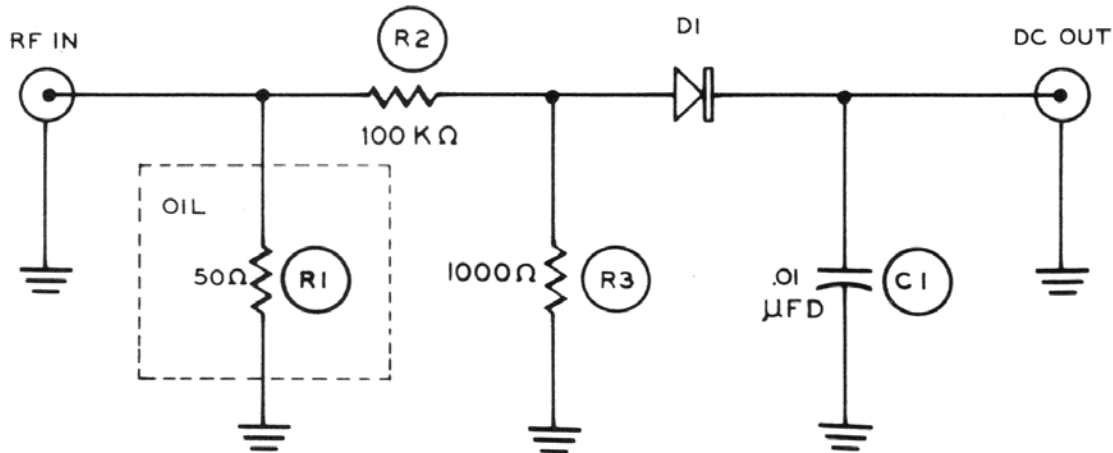 RF IN
R2
D1
DC OUT
100 KΩ
OIL
50Ω
R1
1000Ω
R3
.01
µFD
C1